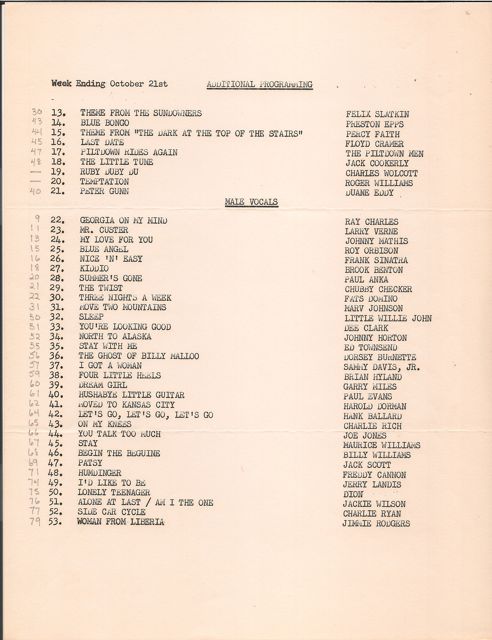 Week Ending October 21st ADDITIONAL PROGRAMMING
30 13. THEME FROM THE SUNDOWNERS FELIX SLATKIN
43 14. BLUE BONGO PRESTON EPPS
44 15. THEME FROM "THE DARK AT THE TOP OF THE STAIRS" PERCY FAITH
45 16. LAST DATE FLOYD CRAMER
47 17. PILTDOWN RIDES AGAIN THE PILTDOWN MEN
48 18. THE LITTLE TUNE JACK COOKERLY
— 19. RUBY DUBY DU CHARLES WOLCOTT
— 20. TEMPTATION ROGER WILLIAMS
40 21. PETER GUNN DUANE EDDY
MALE VOCALS
9 22. GEORGIA ON MY MIND RAY CHARLES
11 23. MR. CUSTER LARRY VERNE
13 24. MY LOVE FOR YOU JOHNNY MATHIS
15 25. BLUE ANGEL ROY ORBISON
16 26. NICE 'N' EASY FRANK SINATRA
18 27. KIDDIO BROOK BENTON
20 28. SUMMER'S GONE PAUL ANKA
21 29. THE TWIST CHUBBY CHECKER
22 30. THREE NIGHTS A WEEK FATS DOMINO
31 31. MOVE TWO MOUNTAINS MARV JOHNSON
50 32. SLEEP LITTLE WILLIE JOHN
51 33. YOU'RE LOOKING GOOD DEE CLARK
52 34. NORTH TO ALASKA JOHNNY HORTON
55 35. STAY WITH ME ED TOWNSEND
56 36. THE GHOST OF BILLY MALLOO DORSEY BURNETTE
57 37. I GOT A WOMAN SAMMY DAVIS, JR.
59 38. FOUR LITTLE HEELS BRIAN HYLAND
60 39. DREAM GIRL GARRY MILES
61 40. HUSHABYE LITTLE GUITAR PAUL EVANS
62 41. MOVED TO KANSAS CITY HAROLD DORMAN
64 42. LET'S GO, LET'S GO, LET'S GO HANK BALLARD
65 43. ON MY KNEES CHARLIE RICH
66 44. YOU TALK TOO MUCH JOE JONES
67 45. STAY MAURICE WILLIAMS
68 46. BEGIN THE BEGUINE BILLY WILLIAMS
69 47. PATSY JACK SCOTT
71 48. HUMDINGER FREDDY CANNON
74 49. I'D LIKE TO BE JERRY LANDIS
75 50. LONELY TEENAGER DION
76 51. ALONE AT LAST / AM I THE ONE JACKIE WILSON
77 52. SIDE CAR CYCLE CHARLIE RYAN
79 53. WOMAN FROM LIBERIA JIMMIE RODGERS